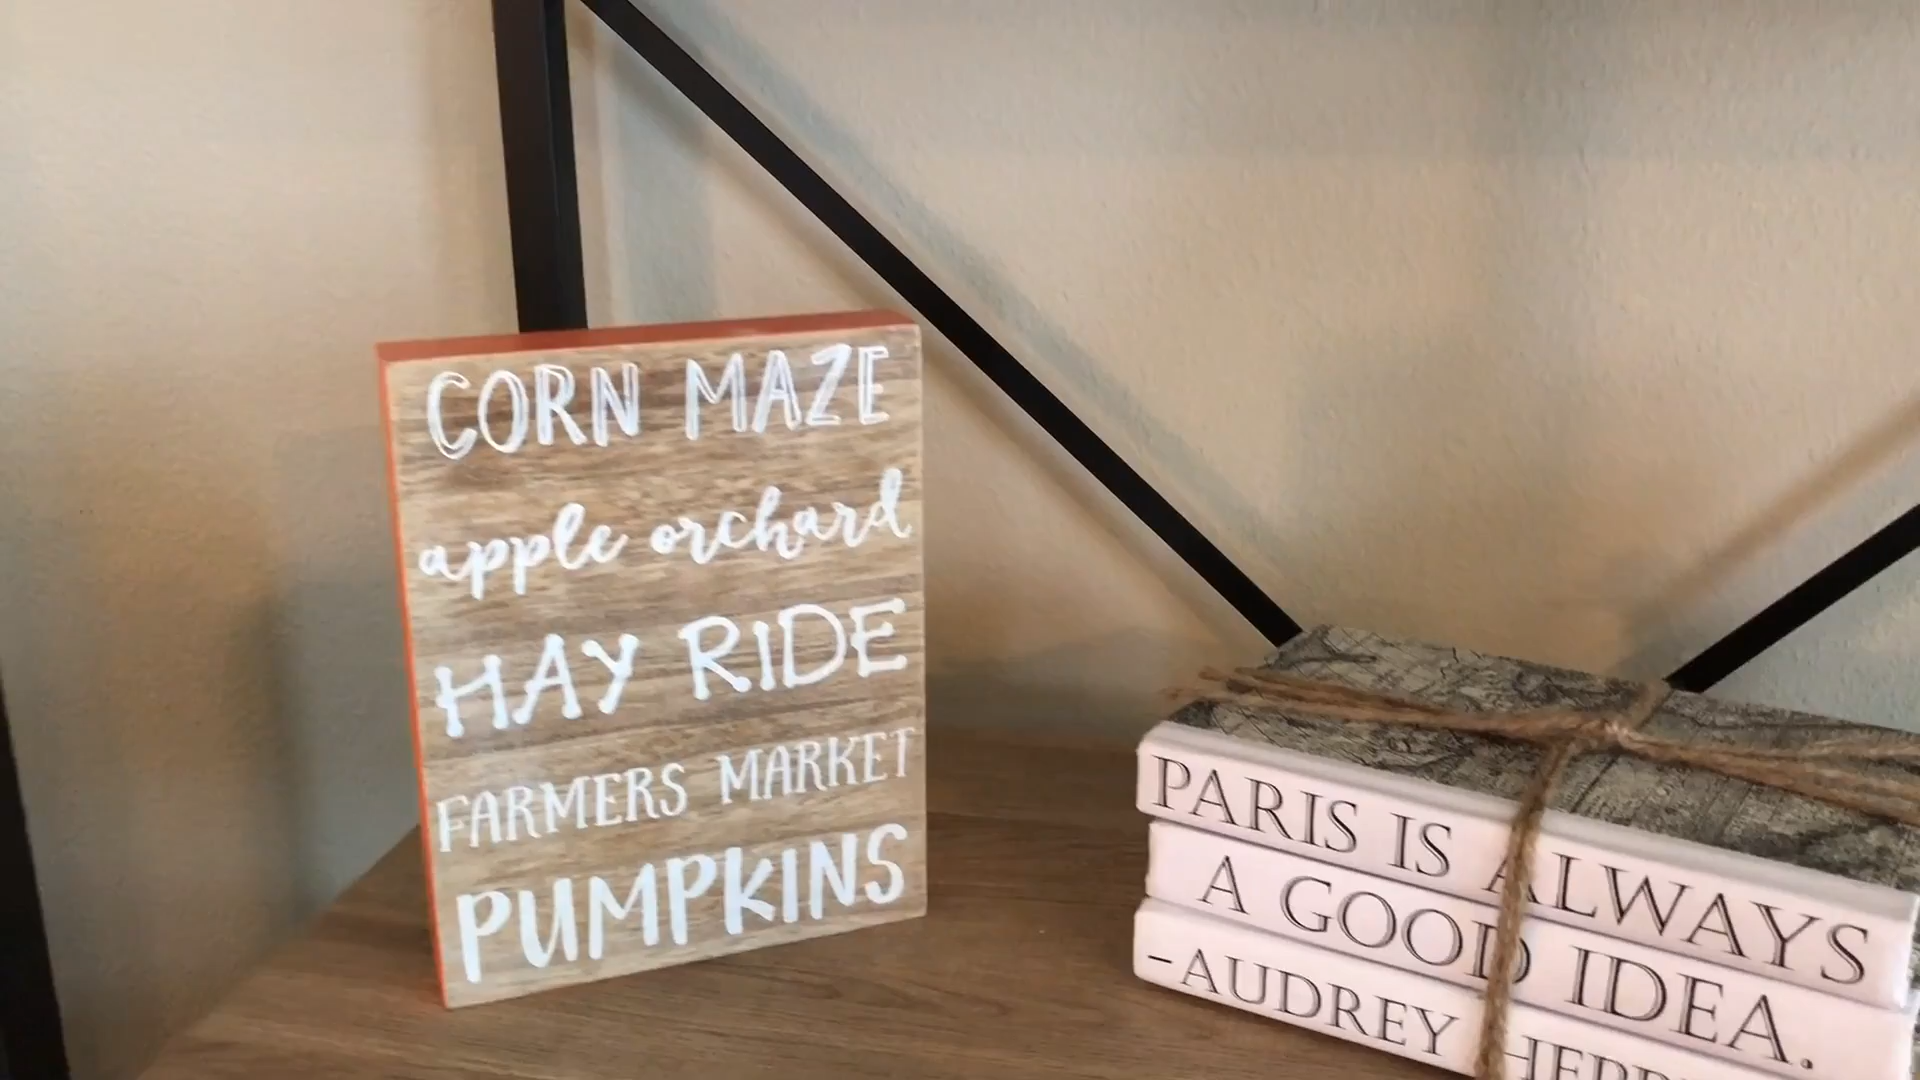 CORN MAZE
apple orchard
HAY RIDE
FARMERS MARKET
PUMPKINS
PARIS IS ALWAYS
A GOOD IDEA.
-AUDREY